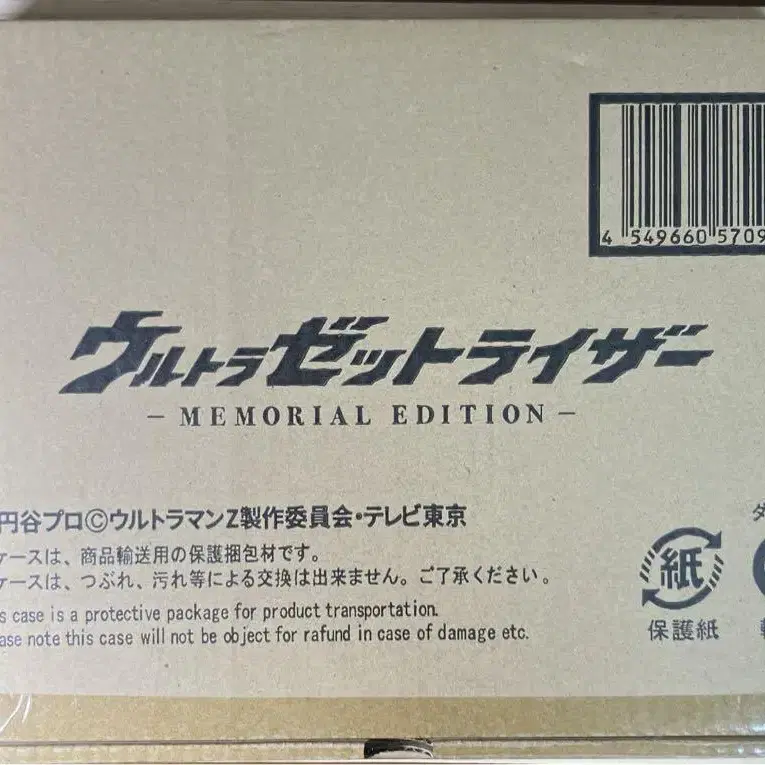 4 549660 5709
ウルトラゼットライザー
– MEMORIAL EDITION –
円谷プロ©ウルトラマンZ製作委員会・テレビ東京
ケースは、商品輸送用の保護梱包材です。
ケースは、つぶれ、汚れ等による交換は出来ません。ご了承ください。
s case is a protective package for product transportation.
ase note this case will not be object for rafund in case of damage etc.
紙
保護紙
ダ